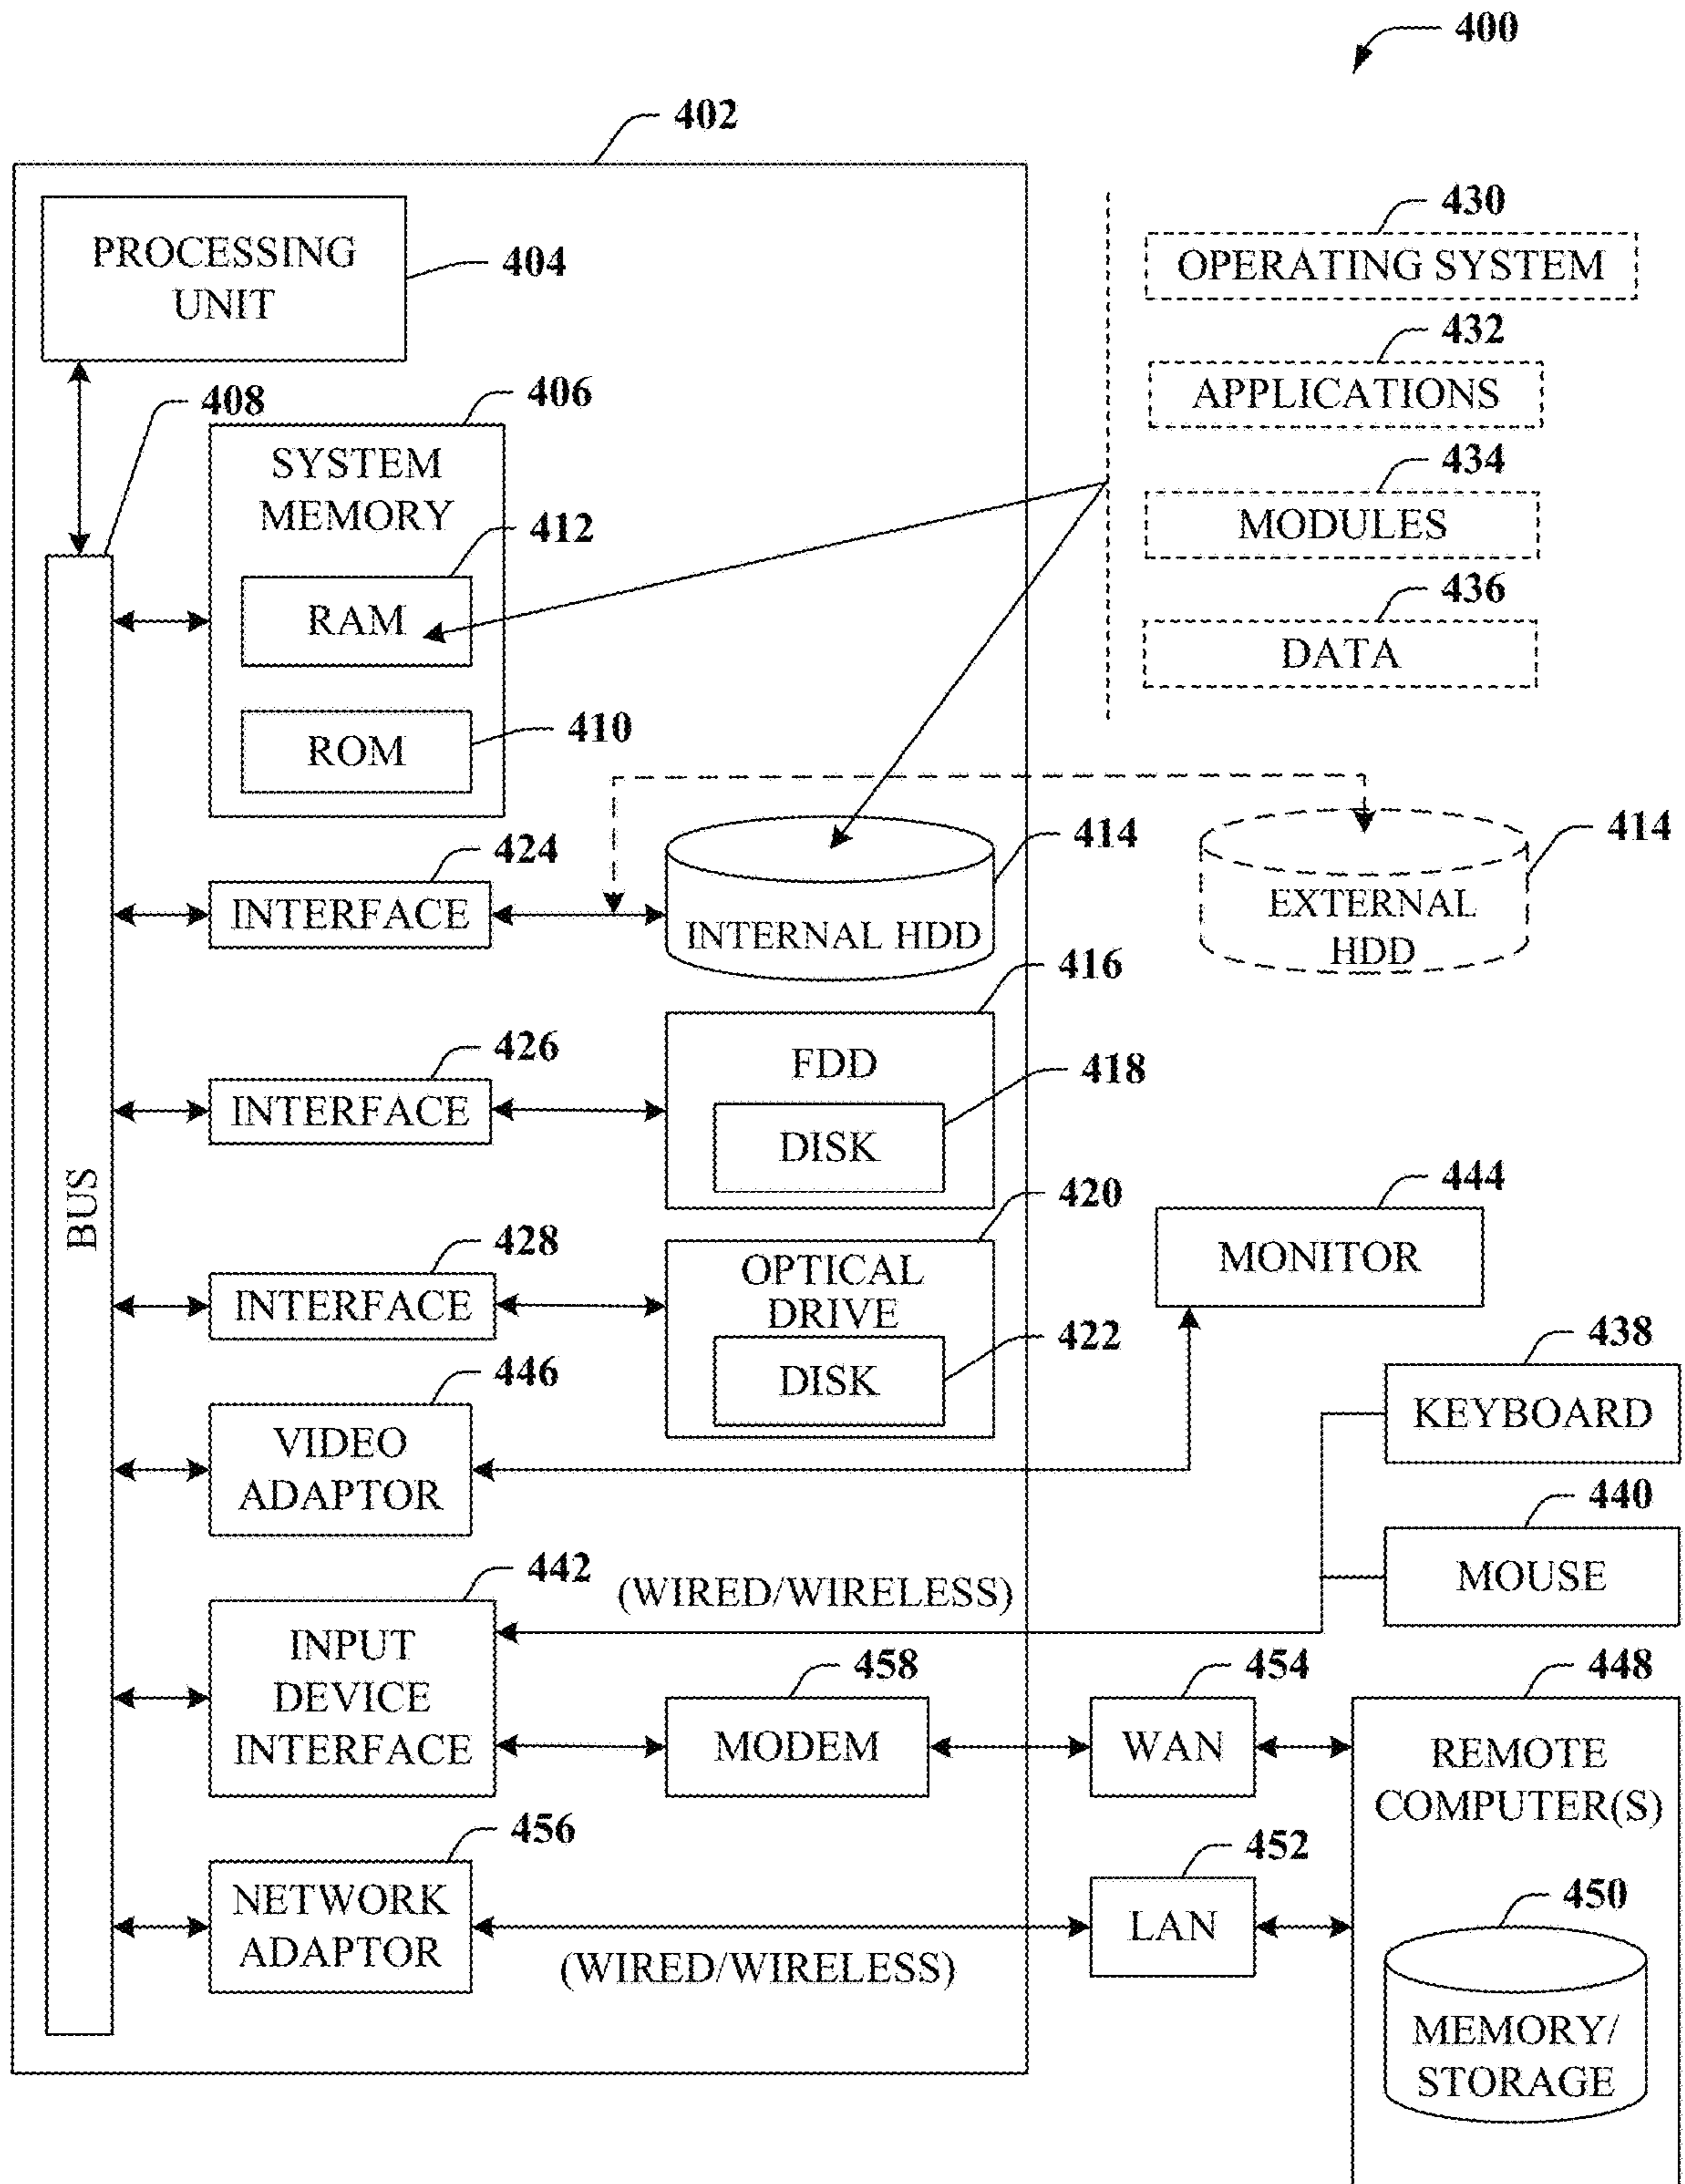 400
402
PROCESSING
UNIT
404
430
OPERATING SYSTEM
432
APPLICATIONS
434
MODULES
436
DATA
408
406
SYSTEM
MEMORY
412
RAM
410
ROM
424
INTERFACE
414
INTERNAL HDD
414
EXTERNAL
HDD
416
426
INTERFACE
FDD
418
DISK
BUS
420
428
INTERFACE
OPTICAL
DRIVE
422
DISK
444
MONITOR
438
KEYBOARD
446
VIDEO
ADAPTOR
440
MOUSE
442
(WIRED/WIRELESS)
INPUT
DEVICE
INTERFACE
458
MODEM
454
WAN
448
REMOTE
COMPUTER(S)
456
NETWORK
ADAPTOR
(WIRED/WIRELESS)
452
LAN
450
MEMORY/
STORAGE